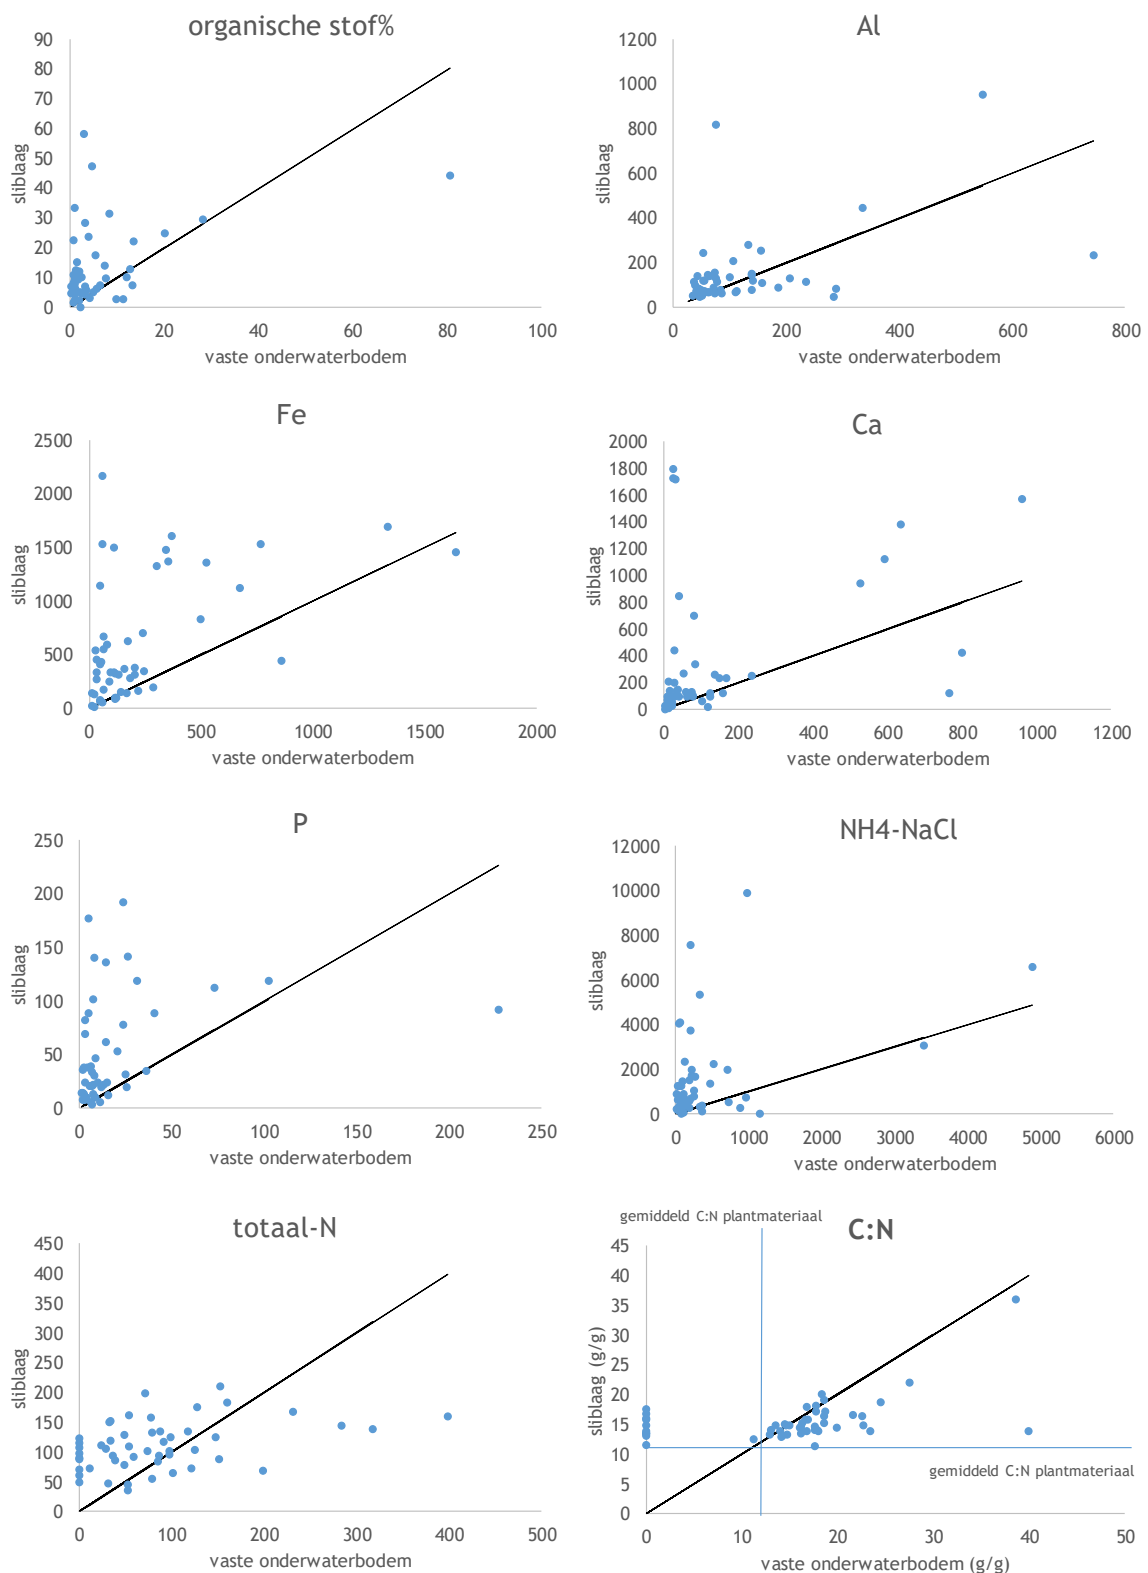 organische stof%
90
80
70
60
50
40
30
20
10
0
sliblaag
0 20 40 60 80 100
vaste onderwaterbodem
Al
1200
1000
800
600
400
200
0
sliblaag
0 200 400 600 800
vaste onderwaterbodem
Fe
2500
2000
1500
1000
500
0
sliblaag
0 500 1000 1500 2000
vaste onderwaterbodem
Ca
2000
1800
1600
1400
1200
1000
800
600
400
200
0
sliblaag
0 200 400 600 800 1000 1200
vaste onderwaterbodem
P
250
200
150
100
50
0
sliblaag
0 50 100 150 200 250
vaste onderwaterbodem
NH4-NaCl
12000
10000
8000
6000
4000
2000
0
sliblaag
0 1000 2000 3000 4000 5000 6000
vaste onderwaterbodem
totaal-N
450
400
350
300
250
200
150
100
50
0
sliblaag
0 100 200 300 400 500
vaste onderwaterbodem
gemiddeld C:N plantmateriaal
C:N
45
40
35
30
25
20
15
10
5
0
sliblaag (g/g)
gemiddeld C:N plantmateriaal
0 10 20 30 40 50
vaste onderwaterbodem (g/g)